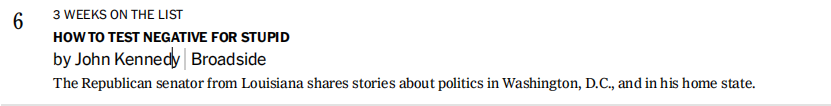 6
3 WEEKS ON THE LIST
HOW TO TEST NEGATIVE FOR STUPID
by John Kennedy | Broadside
The Republican senator from Louisiana shares stories about politics in Washington, D.C., and in his home state.